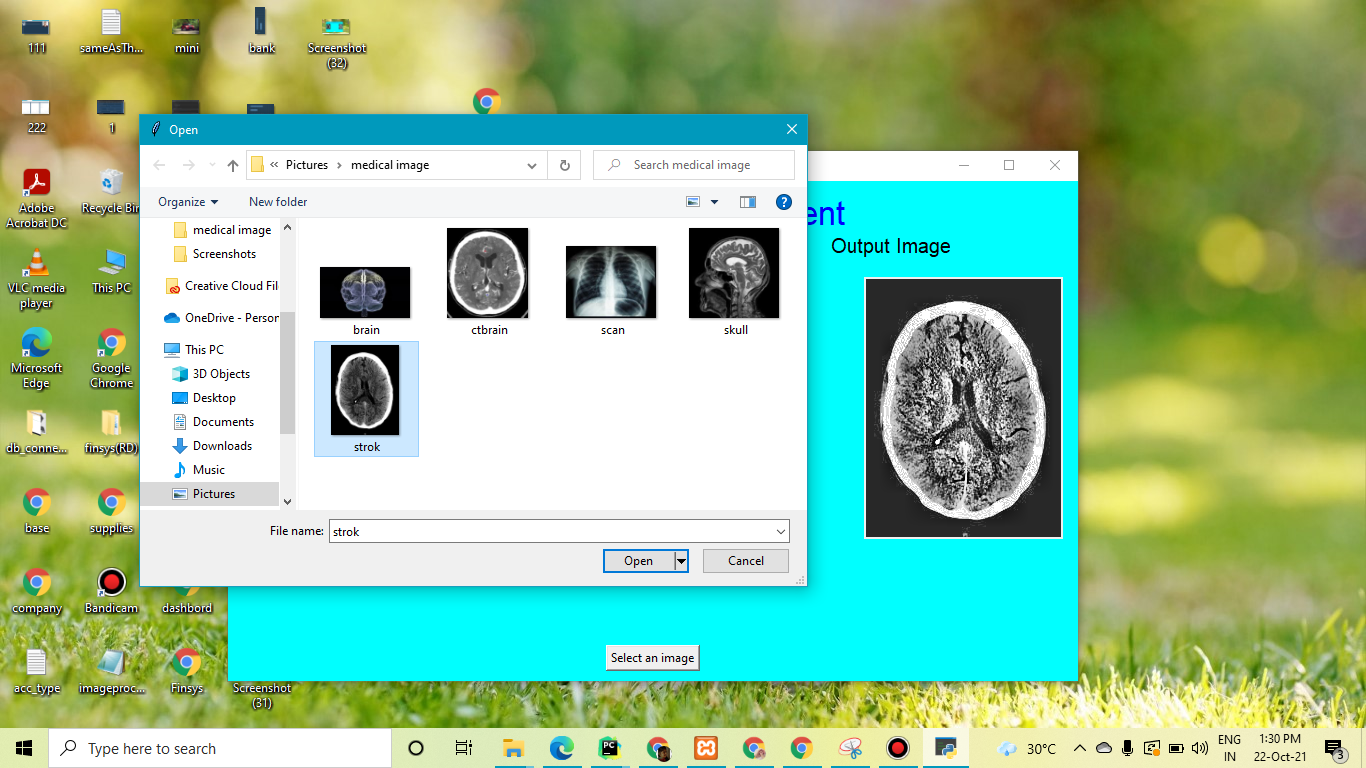 111
sameAsTh...
mini
bank
Screenshot
(32)
222
1
Adobe
Acrobat DC
Recycle Bin
VLC media
player
This PC
Microsoft
Edge
Google
Chrome
db_conne...
finsys(RD)
base
supplies
company
Bandicam
dashbord
acc_type
imageproc...
Finsys
Screenshot
(31)
Open
« Pictures › medical image
Search medical image
Organize
New folder
medical image
Screenshots
Creative Cloud Fil
OneDrive - Person
This PC
3D Objects
Desktop
Documents
Downloads
Music
Pictures
brain
ctbrain
scan
skull
strok
File name: strok
Open
Cancel
ent
Output Image
Select an image
Type here to search
PC
30°C
ENG
IN
1:30 PM
22-Oct-21
3